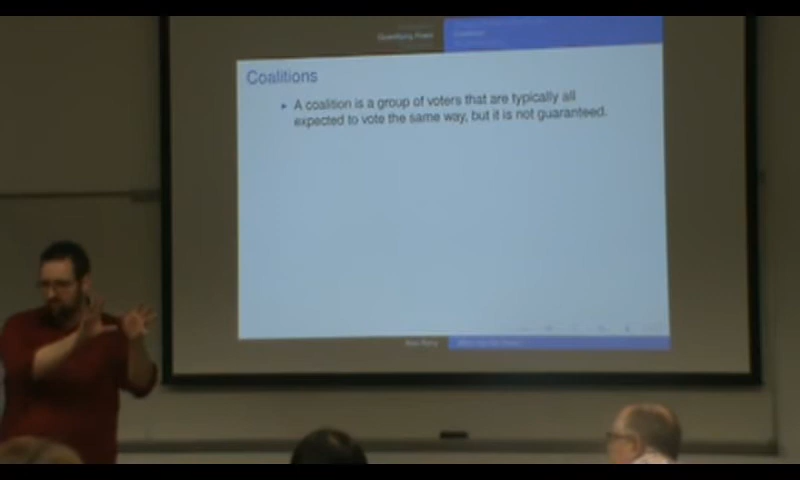 Quantifying Power
Coalitions
Coalitions
▸ A coalition is a group of voters that are typically all
expected to vote the same way, but it is not guaranteed.